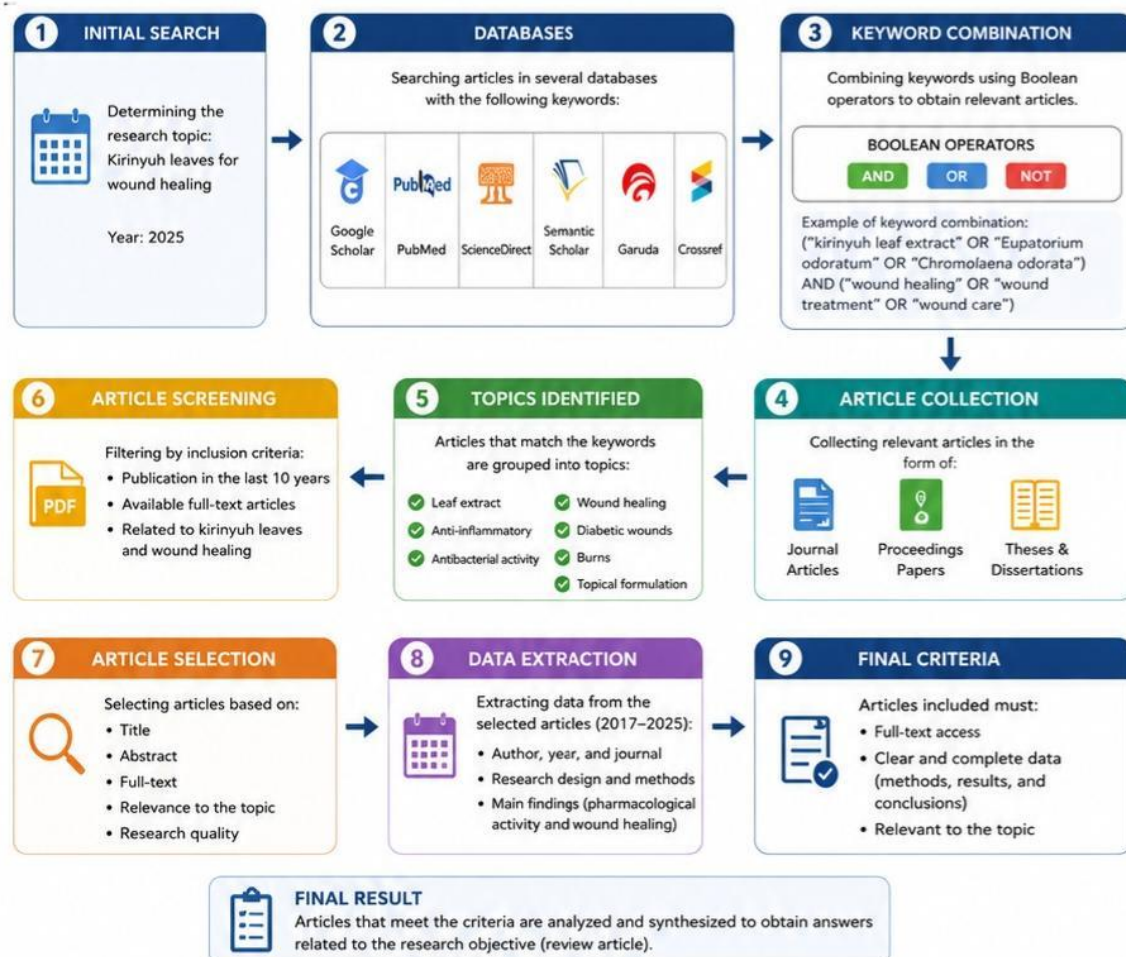 1 INITIAL SEARCH
Determining the
research topic:
Kirinyuh leaves for
wound healing
Year: 2025
2 DATABASES
Searching articles in several databases
with the following keywords:
Google
Scholar
PubMed
PubMed
ScienceDirect
Semantic
Scholar
Garuda
Crossref
3 KEYWORD COMBINATION
Combining keywords using Boolean
operators to obtain relevant articles.
BOOLEAN OPERATORS
AND
OR
NOT
Example of keyword combination:
("kirinyuh leaf extract" OR "Eupatorium
odoratum" OR "Chromolaena odorata")
AND ("wound healing" OR "wound
treatment" OR "wound care")
4 ARTICLE COLLECTION
Collecting relevant articles in the
form of:
Journal
Articles
Proceedings
Papers
Theses &
Dissertations
5 TOPICS IDENTIFIED
Articles that match the keywords
are grouped into topics:
Leaf extract
Anti-inflammatory
Antibacterial activity
Wound healing
Diabetic wounds
Burns
Topical formulation
6 ARTICLE SCREENING
PDF
Filtering by inclusion criteria:
• Publication in the last 10 years
• Available full-text articles
• Related to kirinyuh leaves
and wound healing
7 ARTICLE SELECTION
Selecting articles based on:
• Title
• Abstract
• Full-text
• Relevance to the topic
• Research quality
8 DATA EXTRACTION
Extracting data from the
selected articles (2017–2025):
• Author, year, and journal
• Research design and methods
• Main findings (pharmacological
activity and wound healing)
9 FINAL CRITERIA
Articles included must:
• Full-text access
• Clear and complete data
(methods, results, and
conclusions)
• Relevant to the topic
FINAL RESULT
Articles that meet the criteria are analyzed and synthesized to obtain answers
related to the research objective (review article).